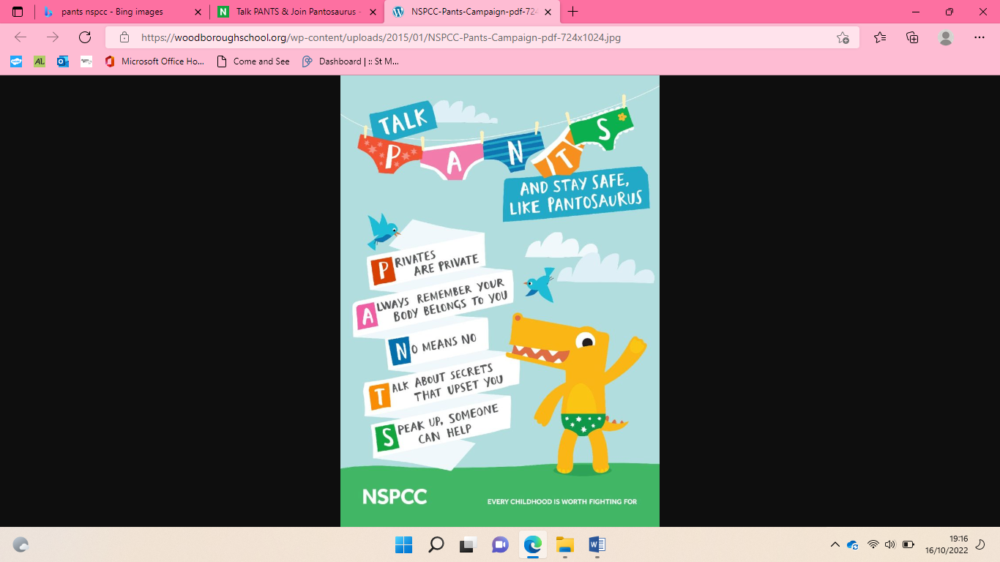 pants nspcc - Bing images
Talk PANTS & Join Pantosaurus -
NSPCC-Pants-Campaign-pdf-724
https://woodboroughschool.org/wp-content/uploads/2015/01/NSPCC-Pants-Campaign-pdf-724x1024.jpg
Microsoft Office Ho...
Come and See
Dashboard | :: St M...
TALK
PANTS
AND STAY SAFE,
LIKE PANTOSAURUS
PRIVATES
ARE PRIVATE
ALWAYS REMEMBER YOUR
BODY BELONGS TO YOU
NO MEANS NO
TALK ABOUT SECRETS
THAT UPSET YOU
SPEAK UP, SOMEONE
CAN HELP
NSPCC
EVERY CHILDHOOD IS WORTH FIGHTING FOR
19:16
16/10/2022